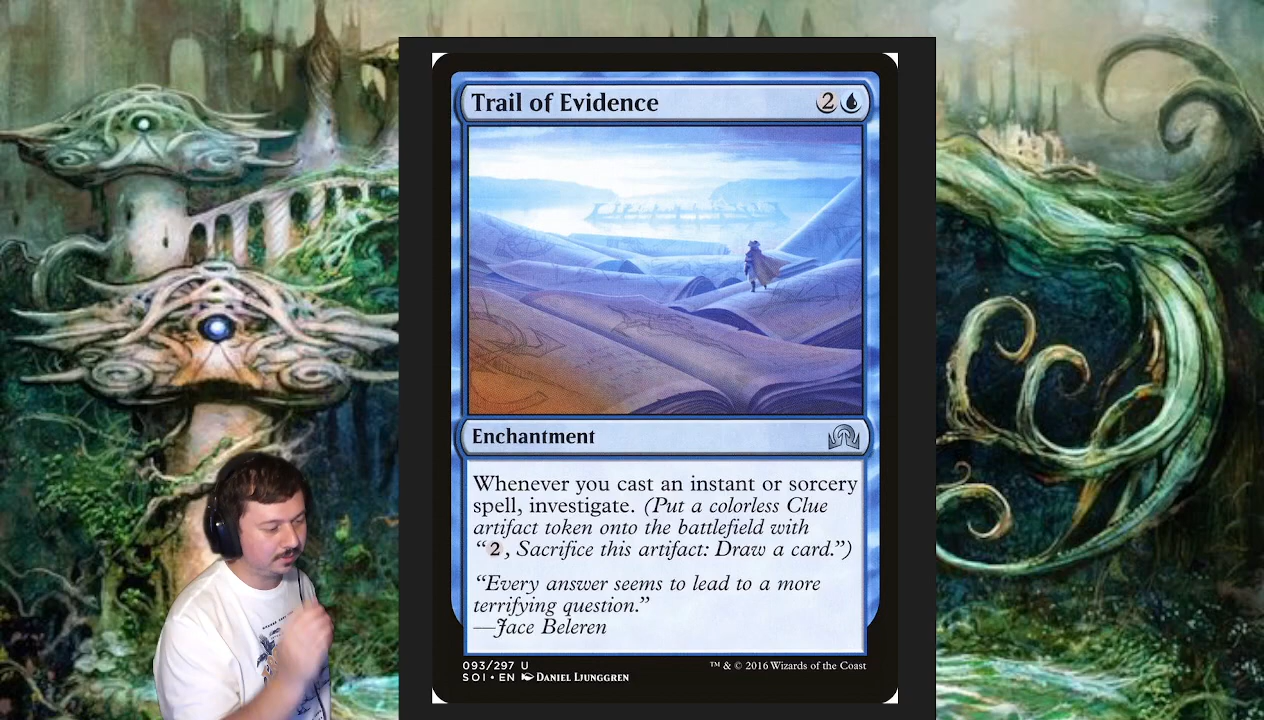 Trail of Evidence 2
Enchantment
Whenever you cast an instant or sorcery
spell, investigate. (Put a colorless Clue
artifact token onto the battlefield with
“2, Sacrifice this artifact: Draw a card.”)
“Every answer seems to lead to a more
terrifying question.”
—Jace Beleren
093/297 U
SOI • EN Daniel Ljunggren
™ & © 2016 Wizards of the Coast